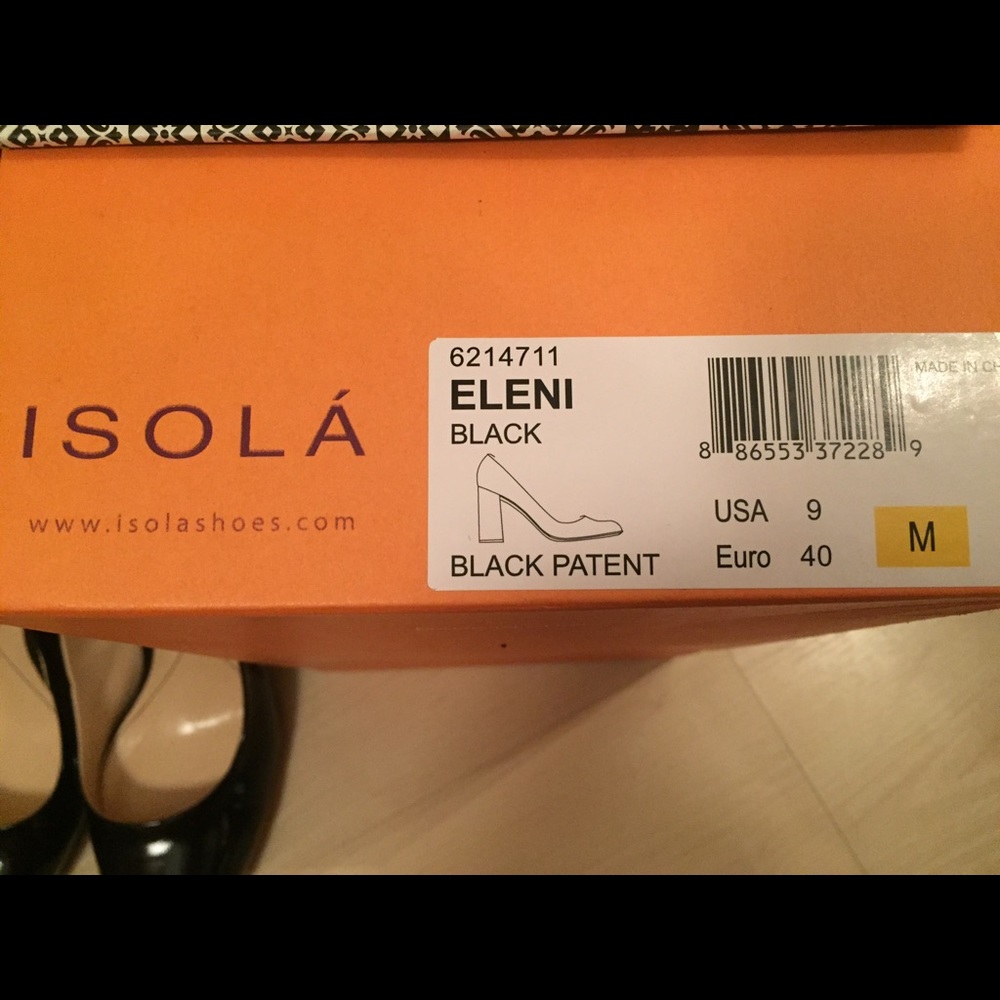 ISOLÁ
www.isolashoes.com
6214711
ELENI
BLACK
BLACK PATENT
8 86553 37228 9
MADE IN CH
USA 9
Euro 40
M